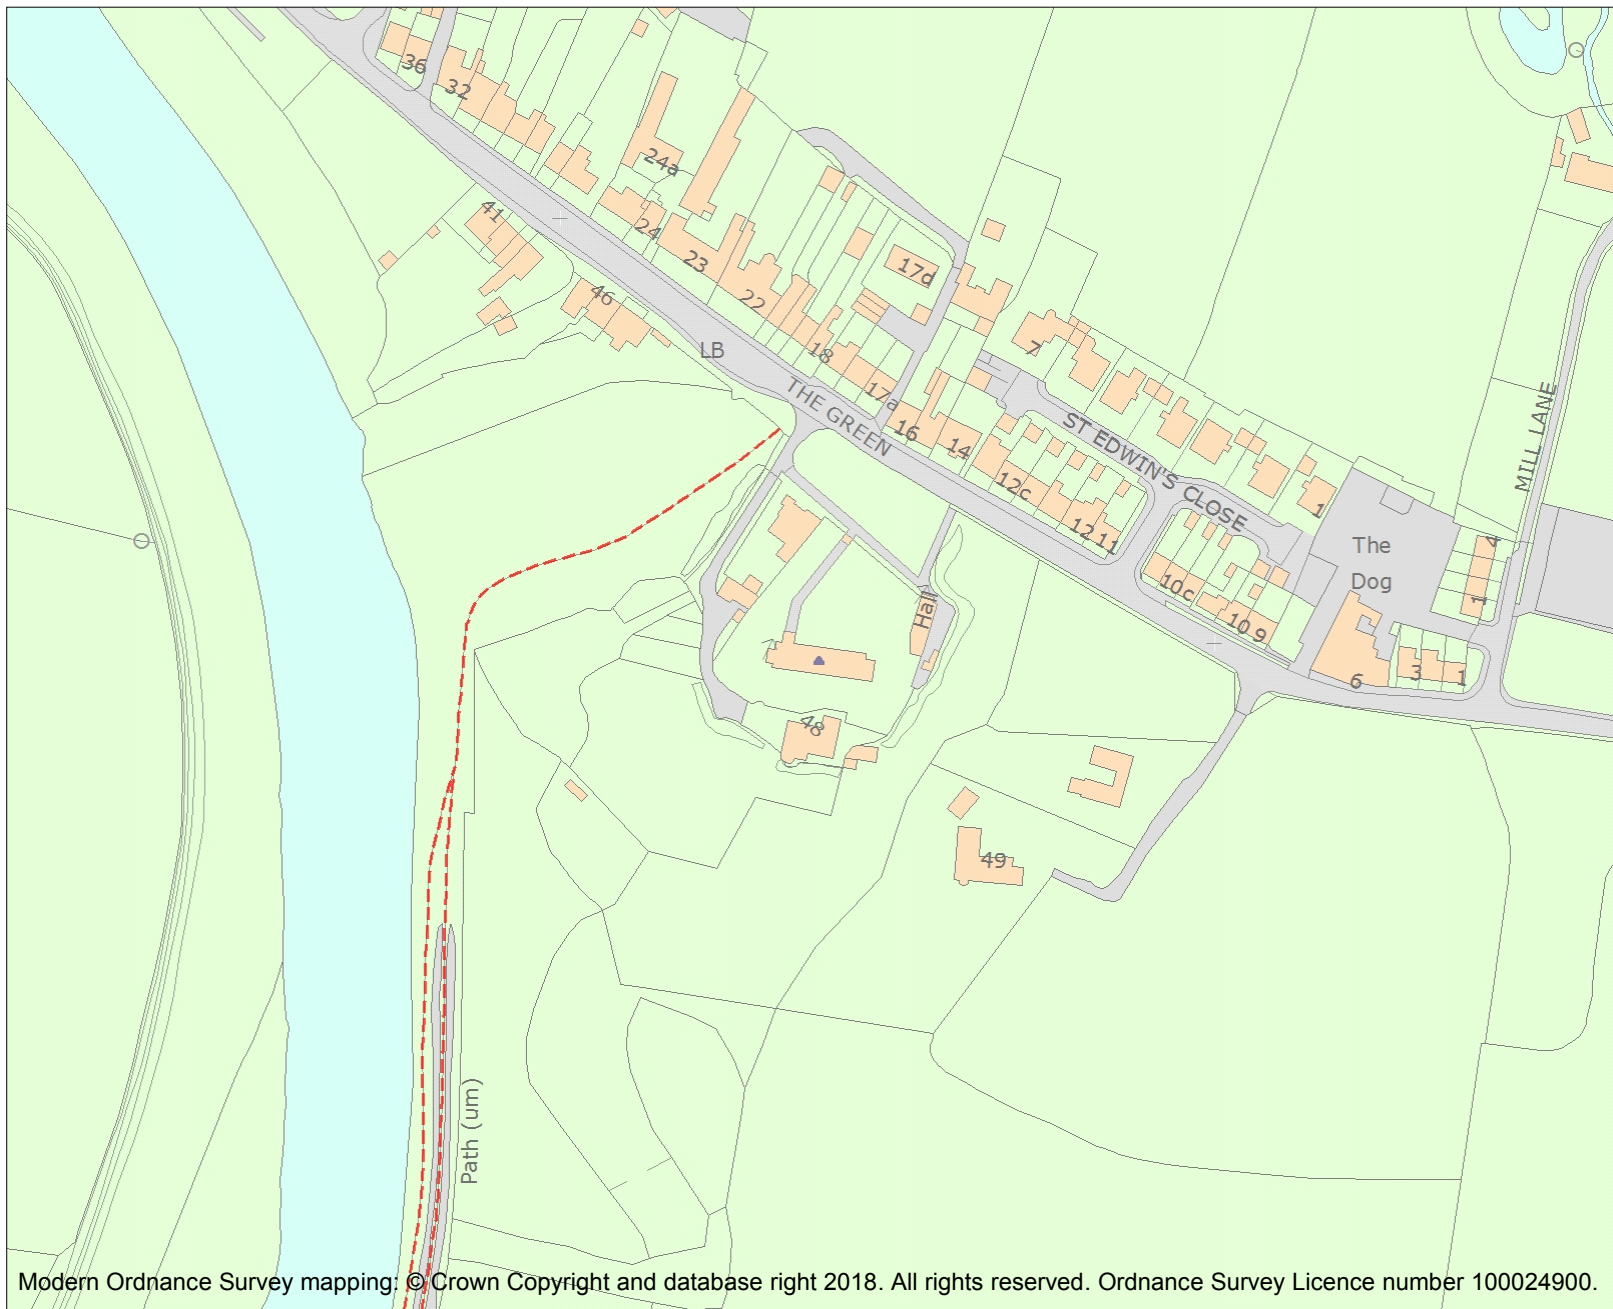 36
32
24a
41
24
23
17d
46
22
LB
18
7
17a
THE GREEN
16
14
ST EDWIN'S CLOSE
MILL LANE
12c
12 11
1
The
Dog
4
1
10c
Hall
10 9
3
1
6
48
49
Path (um)
Modern Ordnance Survey mapping: © Crown Copyright and database right 2018. All rights reserved. Ordnance Survey Licence number 100024900.